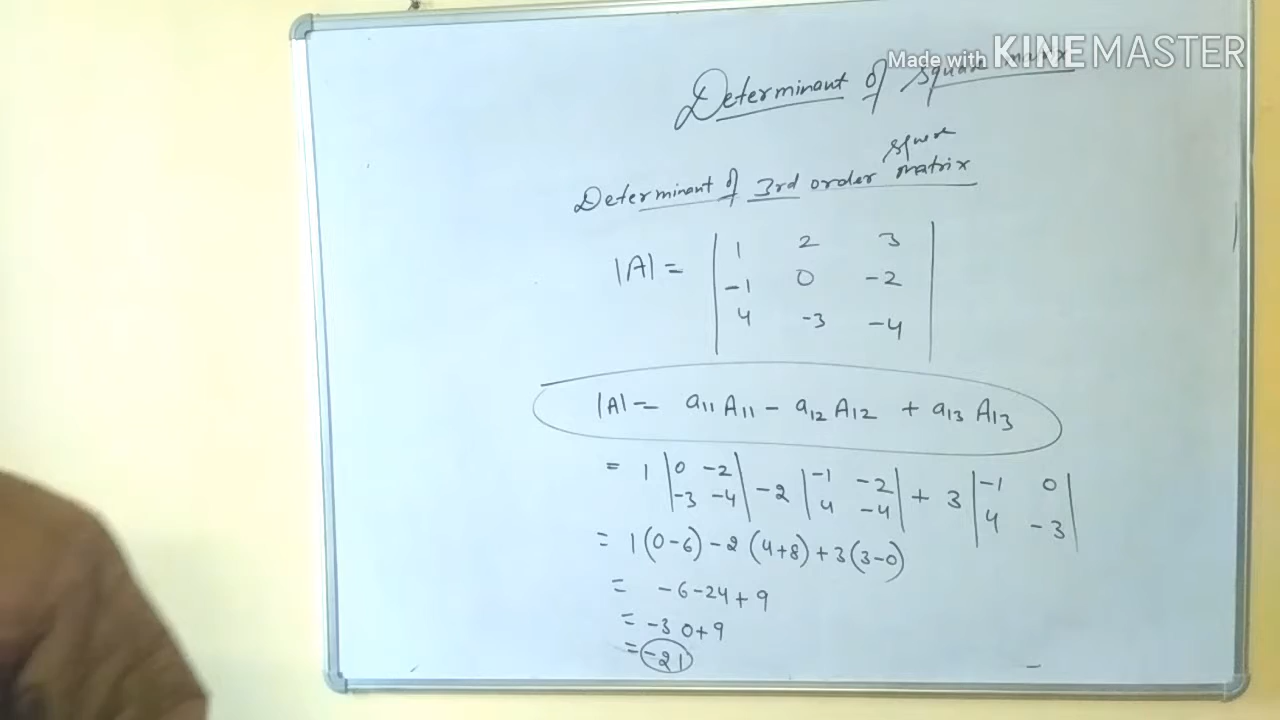 Made with KINEMASTER
Determinant of square matrix
square
Determinant of 3rd order matrix
|A| = | 1 2 3 |
| -1 0 -2 |
| 4 -3 -4 |
|A| = a11 A11 - a12 A12 + a13 A13
= 1 |0 -2| - 2 |-1 -2| + 3 |-1 0|
|-3 -4| |4 -4| |4 -3|
= 1(0-6) - 2(4+8) + 3(3-0)
= -6-24+9
= -30+9
= -21